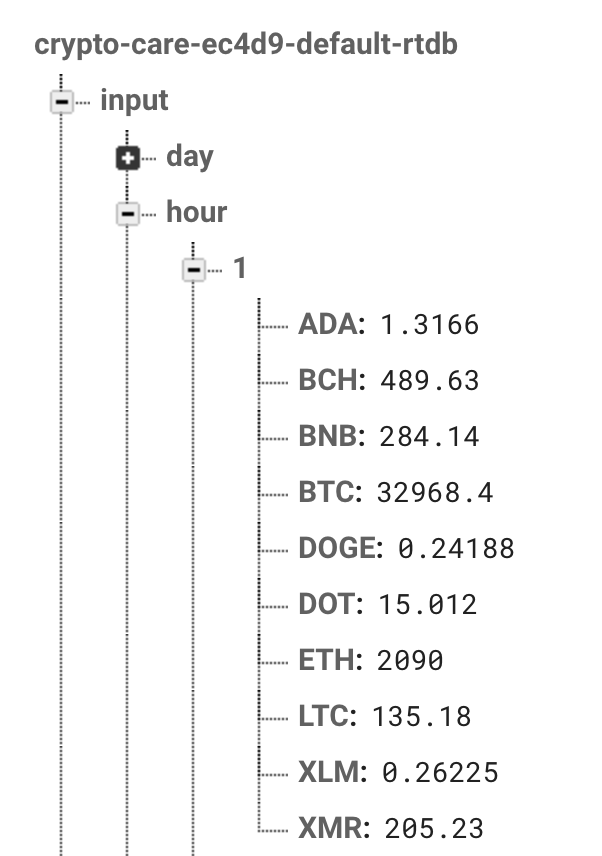 crypto-care-ec4d9-default-rtdb
input
day
hour
1
ADA: 1.3166
BCH: 489.63
BNB: 284.14
BTC: 32968.4
DOGE: 0.24188
DOT: 15.012
ETH: 2090
LTC: 135.18
XLM: 0.26225
XMR: 205.23